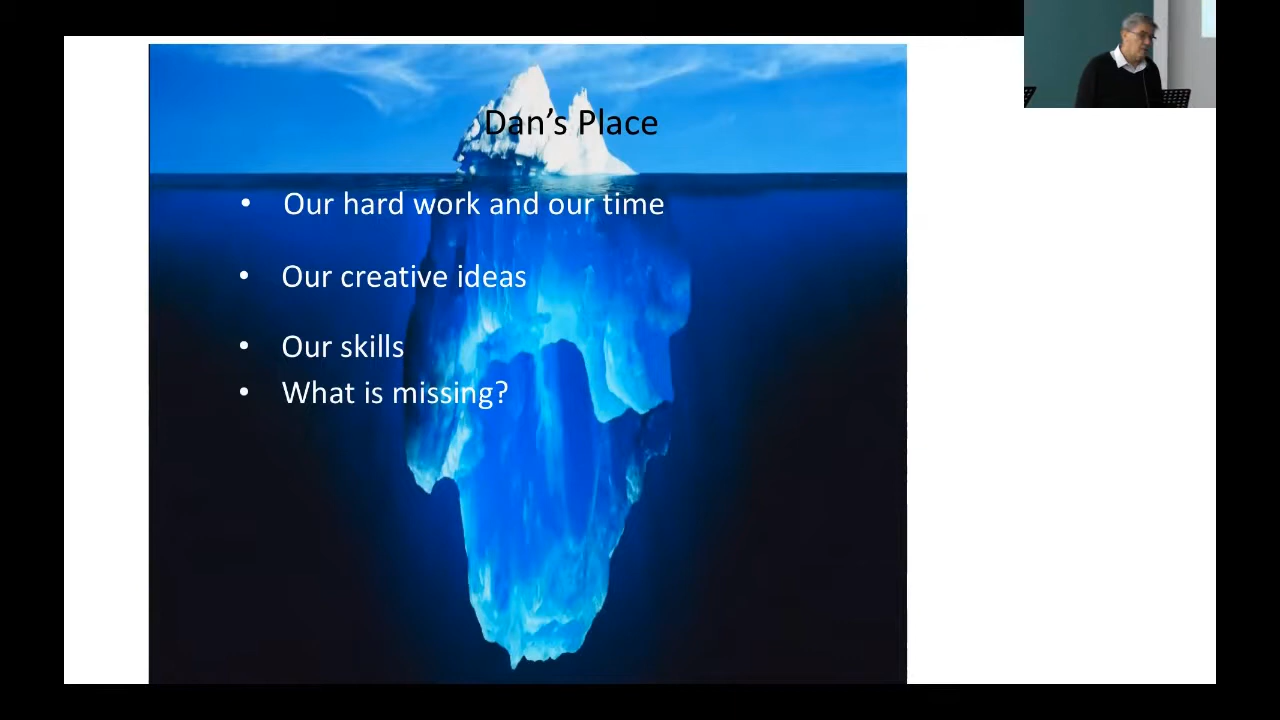 Dan’s Place
• Our hard work and our time
• Our creative ideas
• Our skills
• What is missing?